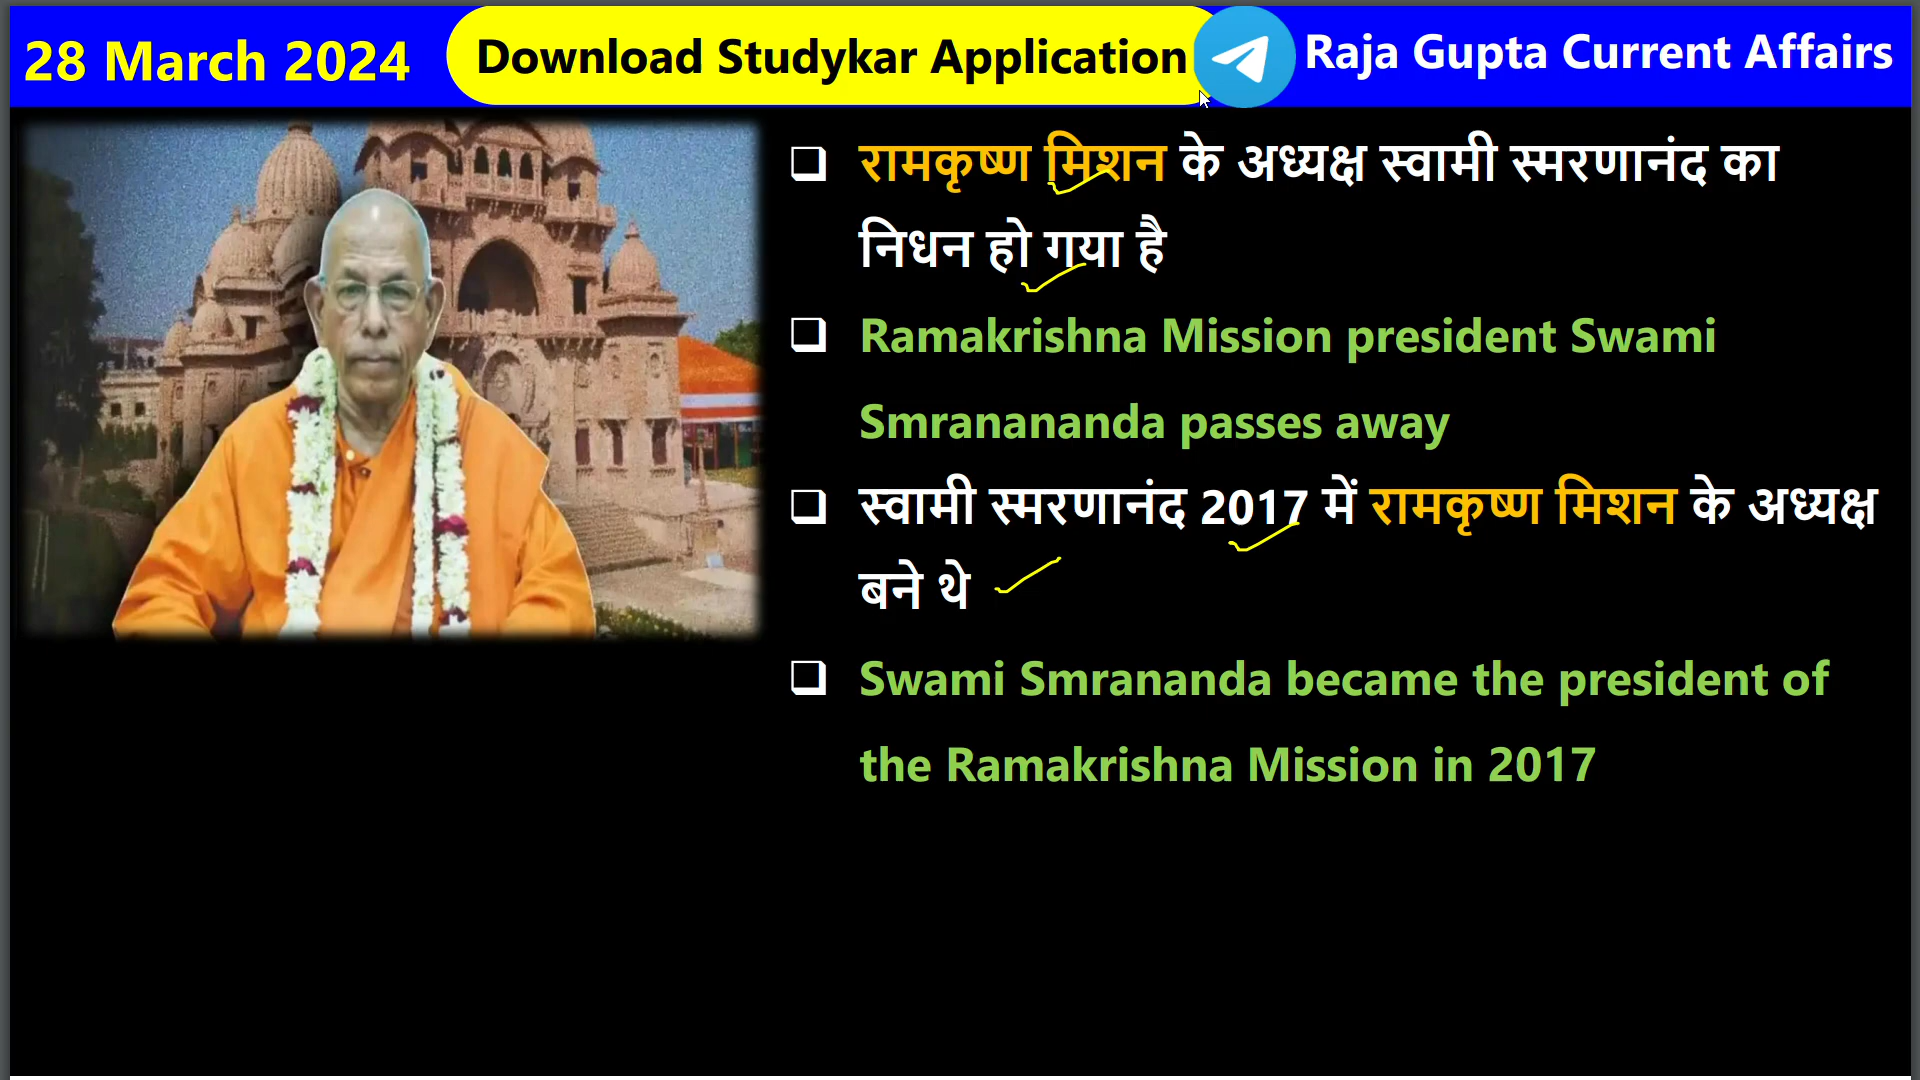 28 March 2024
Download Studykar Application
Raja Gupta Current Affairs
रामकृष्ण मिशन के अध्यक्ष स्वामी स्मरणानंद का
निधन हो गया है
Ramakrishna Mission president Swami
Smranananda passes away
स्वामी स्मरणानंद 2017 में रामकृष्ण मिशन के अध्यक्ष
बने थे
Swami Smrananda became the president of
the Ramakrishna Mission in 2017